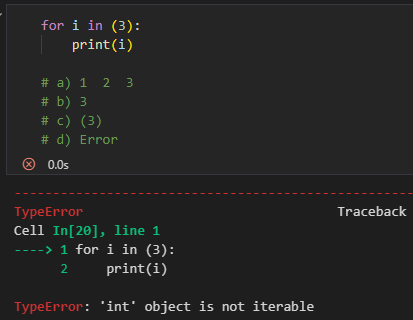 for i in (3):
    print(i)
# a) 1  2  3
# b) 3
# c) (3)
# d) Error
0.0s
---------------------------------------------------------
TypeError                                 Traceback
Cell In[20], line 1
----> 1 for i in (3):
      2     print(i)
TypeError: 'int' object is not iterable